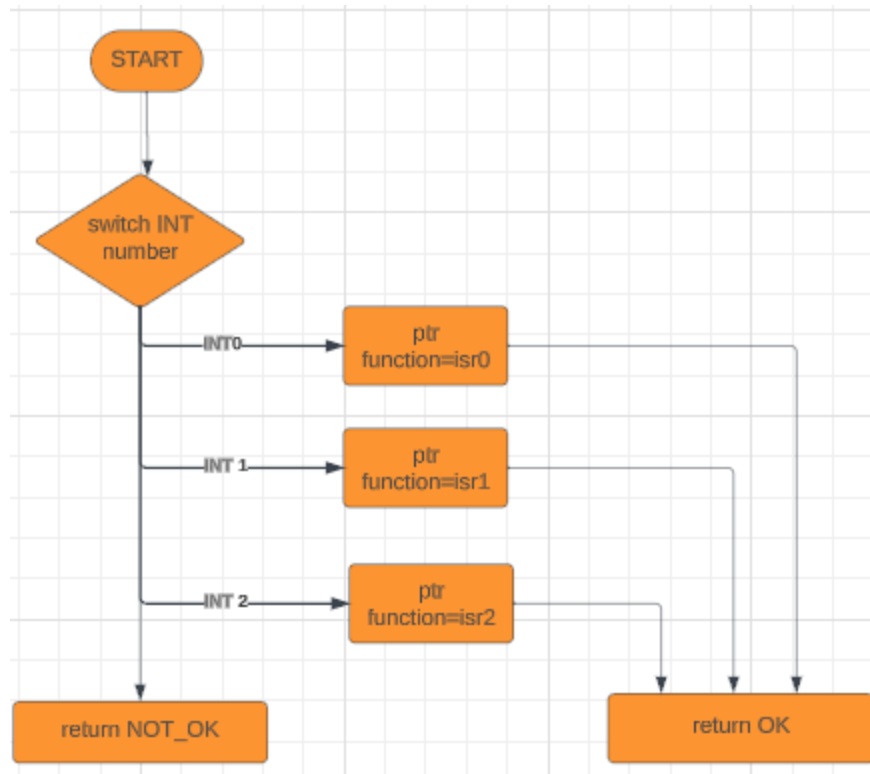 START
switch INT
number
INT0
ptr
function=isr0
INT 1
ptr
function=isr1
INT 2
ptr
function=isr2
return NOT_OK
return OK